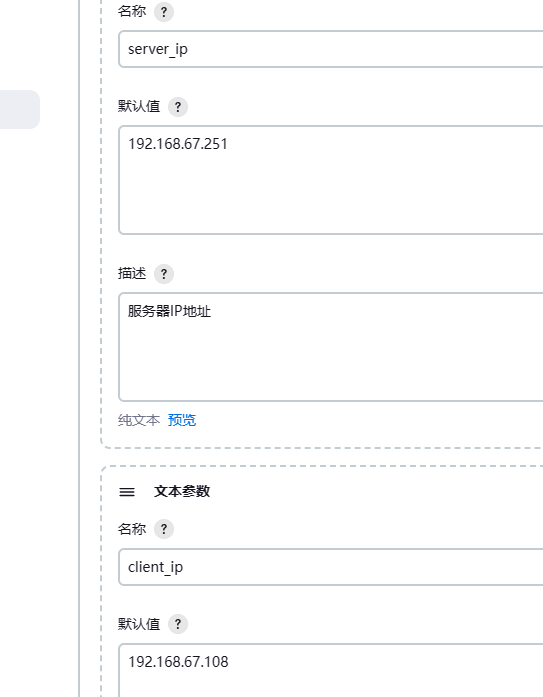 名称 ?
server_ip
默认值 ?
192.168.67.251
描述 ?
服务器IP地址
纯文本 预览
文本参数
名称 ?
client_ip
默认值 ?
192.168.67.108